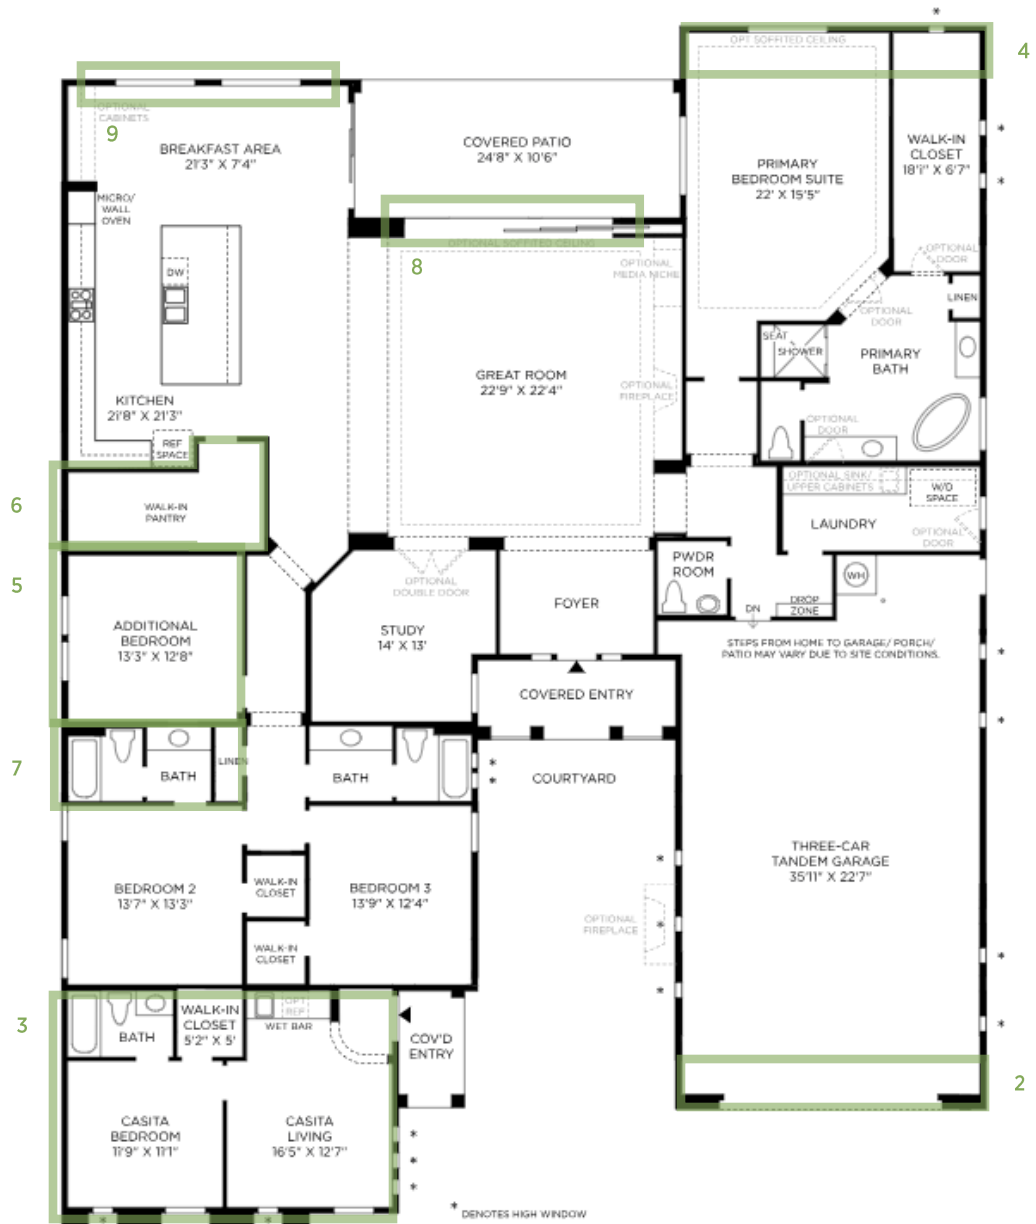 *
OPT SOFFITED CEILING
4
OPTIONAL
CABINETS
9
BREAKFAST AREA
21'3" X 7'4"
COVERED PATIO
24'8" X 10'6"
*
WALK-IN
CLOSET
18'1" X 6'7"
*
PRIMARY
BEDROOM SUITE
22' X 15'5"
MICRO/
WALL
OVEN
OPTIONAL SOFFITED CEILING
8
OPTIONAL
MEDIA NICHE
OPTIONAL
DOOR
DW
LINEN
OPTIONAL
DOOR
SEAT
SHOWER
PRIMARY
BATH
GREAT ROOM
22'9" X 22'4"
OPTIONAL
FIREPLACE
KITCHEN
21'8" X 21'3"
OPTIONAL
DOOR
REF
SPACE
OPTIONAL SINK/
UPPER CABINETS
W/D
SPACE
6
WALK-IN
PANTRY
LAUNDRY
OPTIONAL
DOOR
5
PWDR
ROOM
OPTIONAL
DOUBLE DOOR
WH
FOYER
DROP
ZONE
DN
*
ADDITIONAL
BEDROOM
13'3" X 12'8"
STUDY
14' X 13'
STEPS FROM HOME TO GARAGE/ PORCH/
PATIO MAY VARY DUE TO SITE CONDITIONS.
*
COVERED ENTRY
*
7
LINEN
BATH
BATH
*
*
COURTYARD
THREE-CAR
TANDEM GARAGE
35'11" X 22'7"
*
BEDROOM 2
13'7" X 13'3"
WALK-IN
CLOSET
BEDROOM 3
13'9" X 12'4"
OPTIONAL
FIREPLACE
*
WALK-IN
CLOSET
*
*
3
BATH
WALK-IN
CLOSET
5'2" X 5'
OPT
REF
WET BAR
COV'D
ENTRY
*
2
CASITA
BEDROOM
11'9" X 11'1"
CASITA
LIVING
16'5" X 12'7"
*
*
*
* DENOTES HIGH WINDOW
*
*